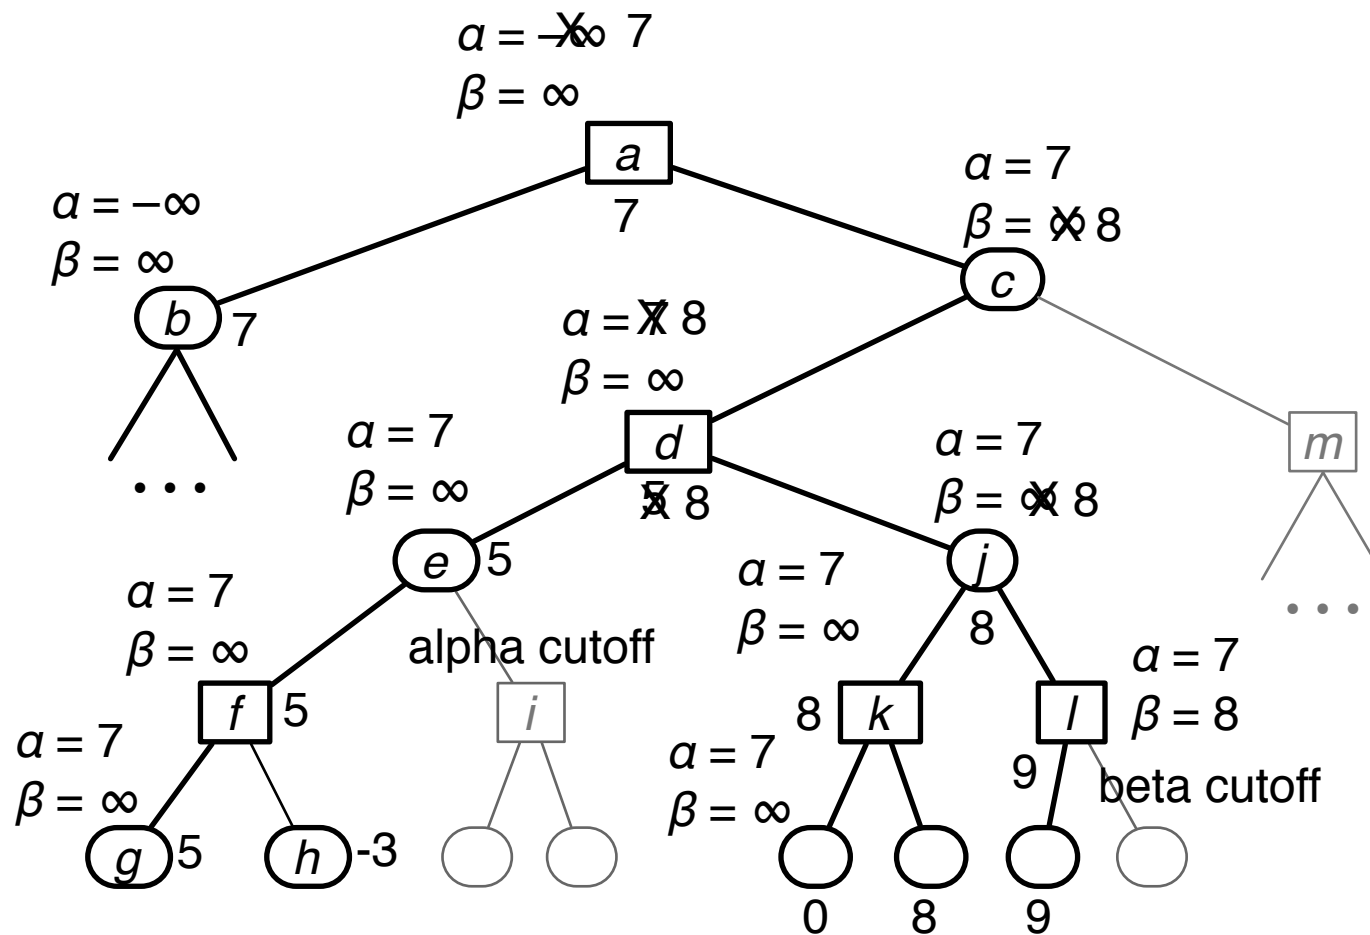 α = −∞ 7
β = ∞
a
7
α = 7
β = ∞ 8
c
α = −∞
β = ∞
b
7
...
α = 7 8
β = ∞
d
5 8
m
...
α = 7
β = ∞
e
5
α = 7
β = ∞ 8
j
8
α = 7
β = ∞
f
5
alpha cutoff
i
α = 7
β = ∞
8
k
α = 7
β = 8
l
9
beta cutoff
α = 7
β = ∞
g
5
h
-3
α = 7
β = ∞
0
8
9